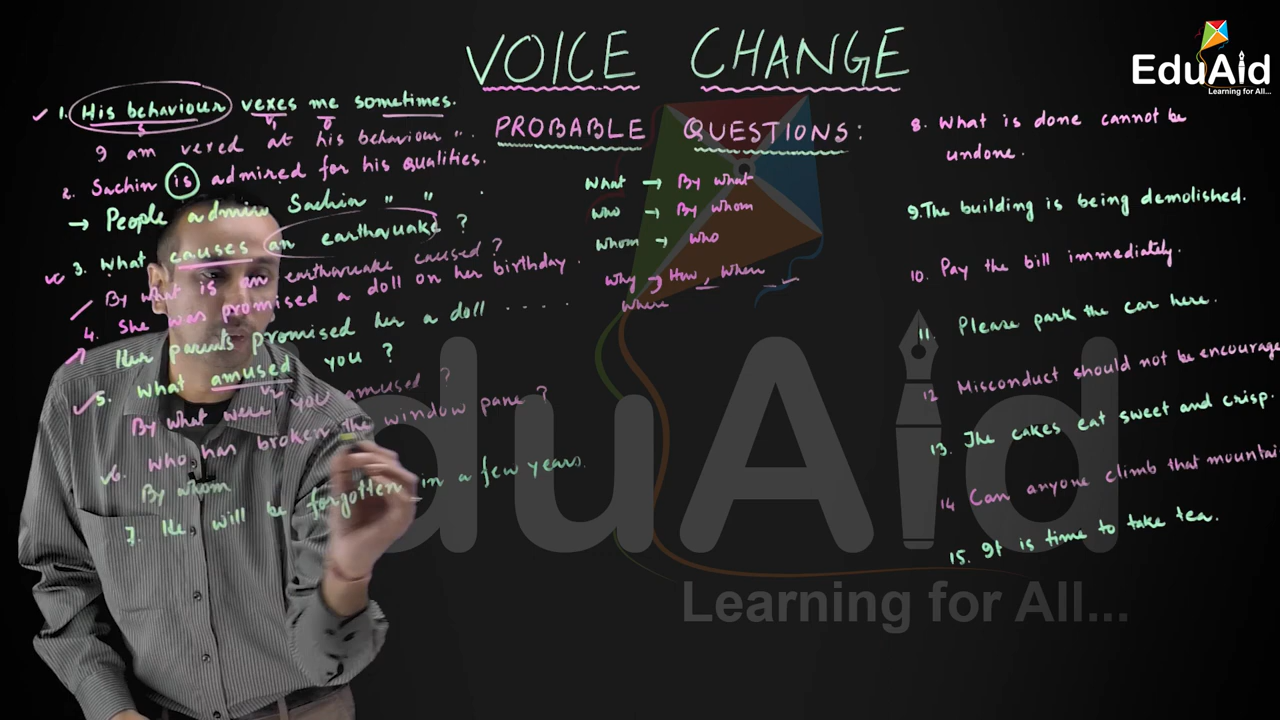 VOICE CHANGE
EduAid
Learning for All...
1. His behaviour vexes me sometimes.
S V O
9 am vexed at his behaviour " .
2. Sachin is admired for his qualities.
→ People admire Sachin " " .
3. What causes an earthquake ?
By what is an earthquake caused ?
4. She was promised a doll on her birthday.
Her parents promised her a doll . . . . .
5. What amused you ?
V2
By what were you amused ?
6. Who has broken the window pane ?
By whom
7. He will be forgotten in a few years.
PROBABLE QUESTIONS:
What → By what
Who → By whom
Whom → Who
Why, How, When
Where
8. What is done cannot be
undone.
9. The building is being demolished.
10. Pay the bill immediately.
11. Please park the car here.
12 Misconduct should not be encourage
13. The cakes eat sweet and crisp.
14 Can anyone climb that mountai
15. 9t is time to take tea.
EduAid
Learning for All...